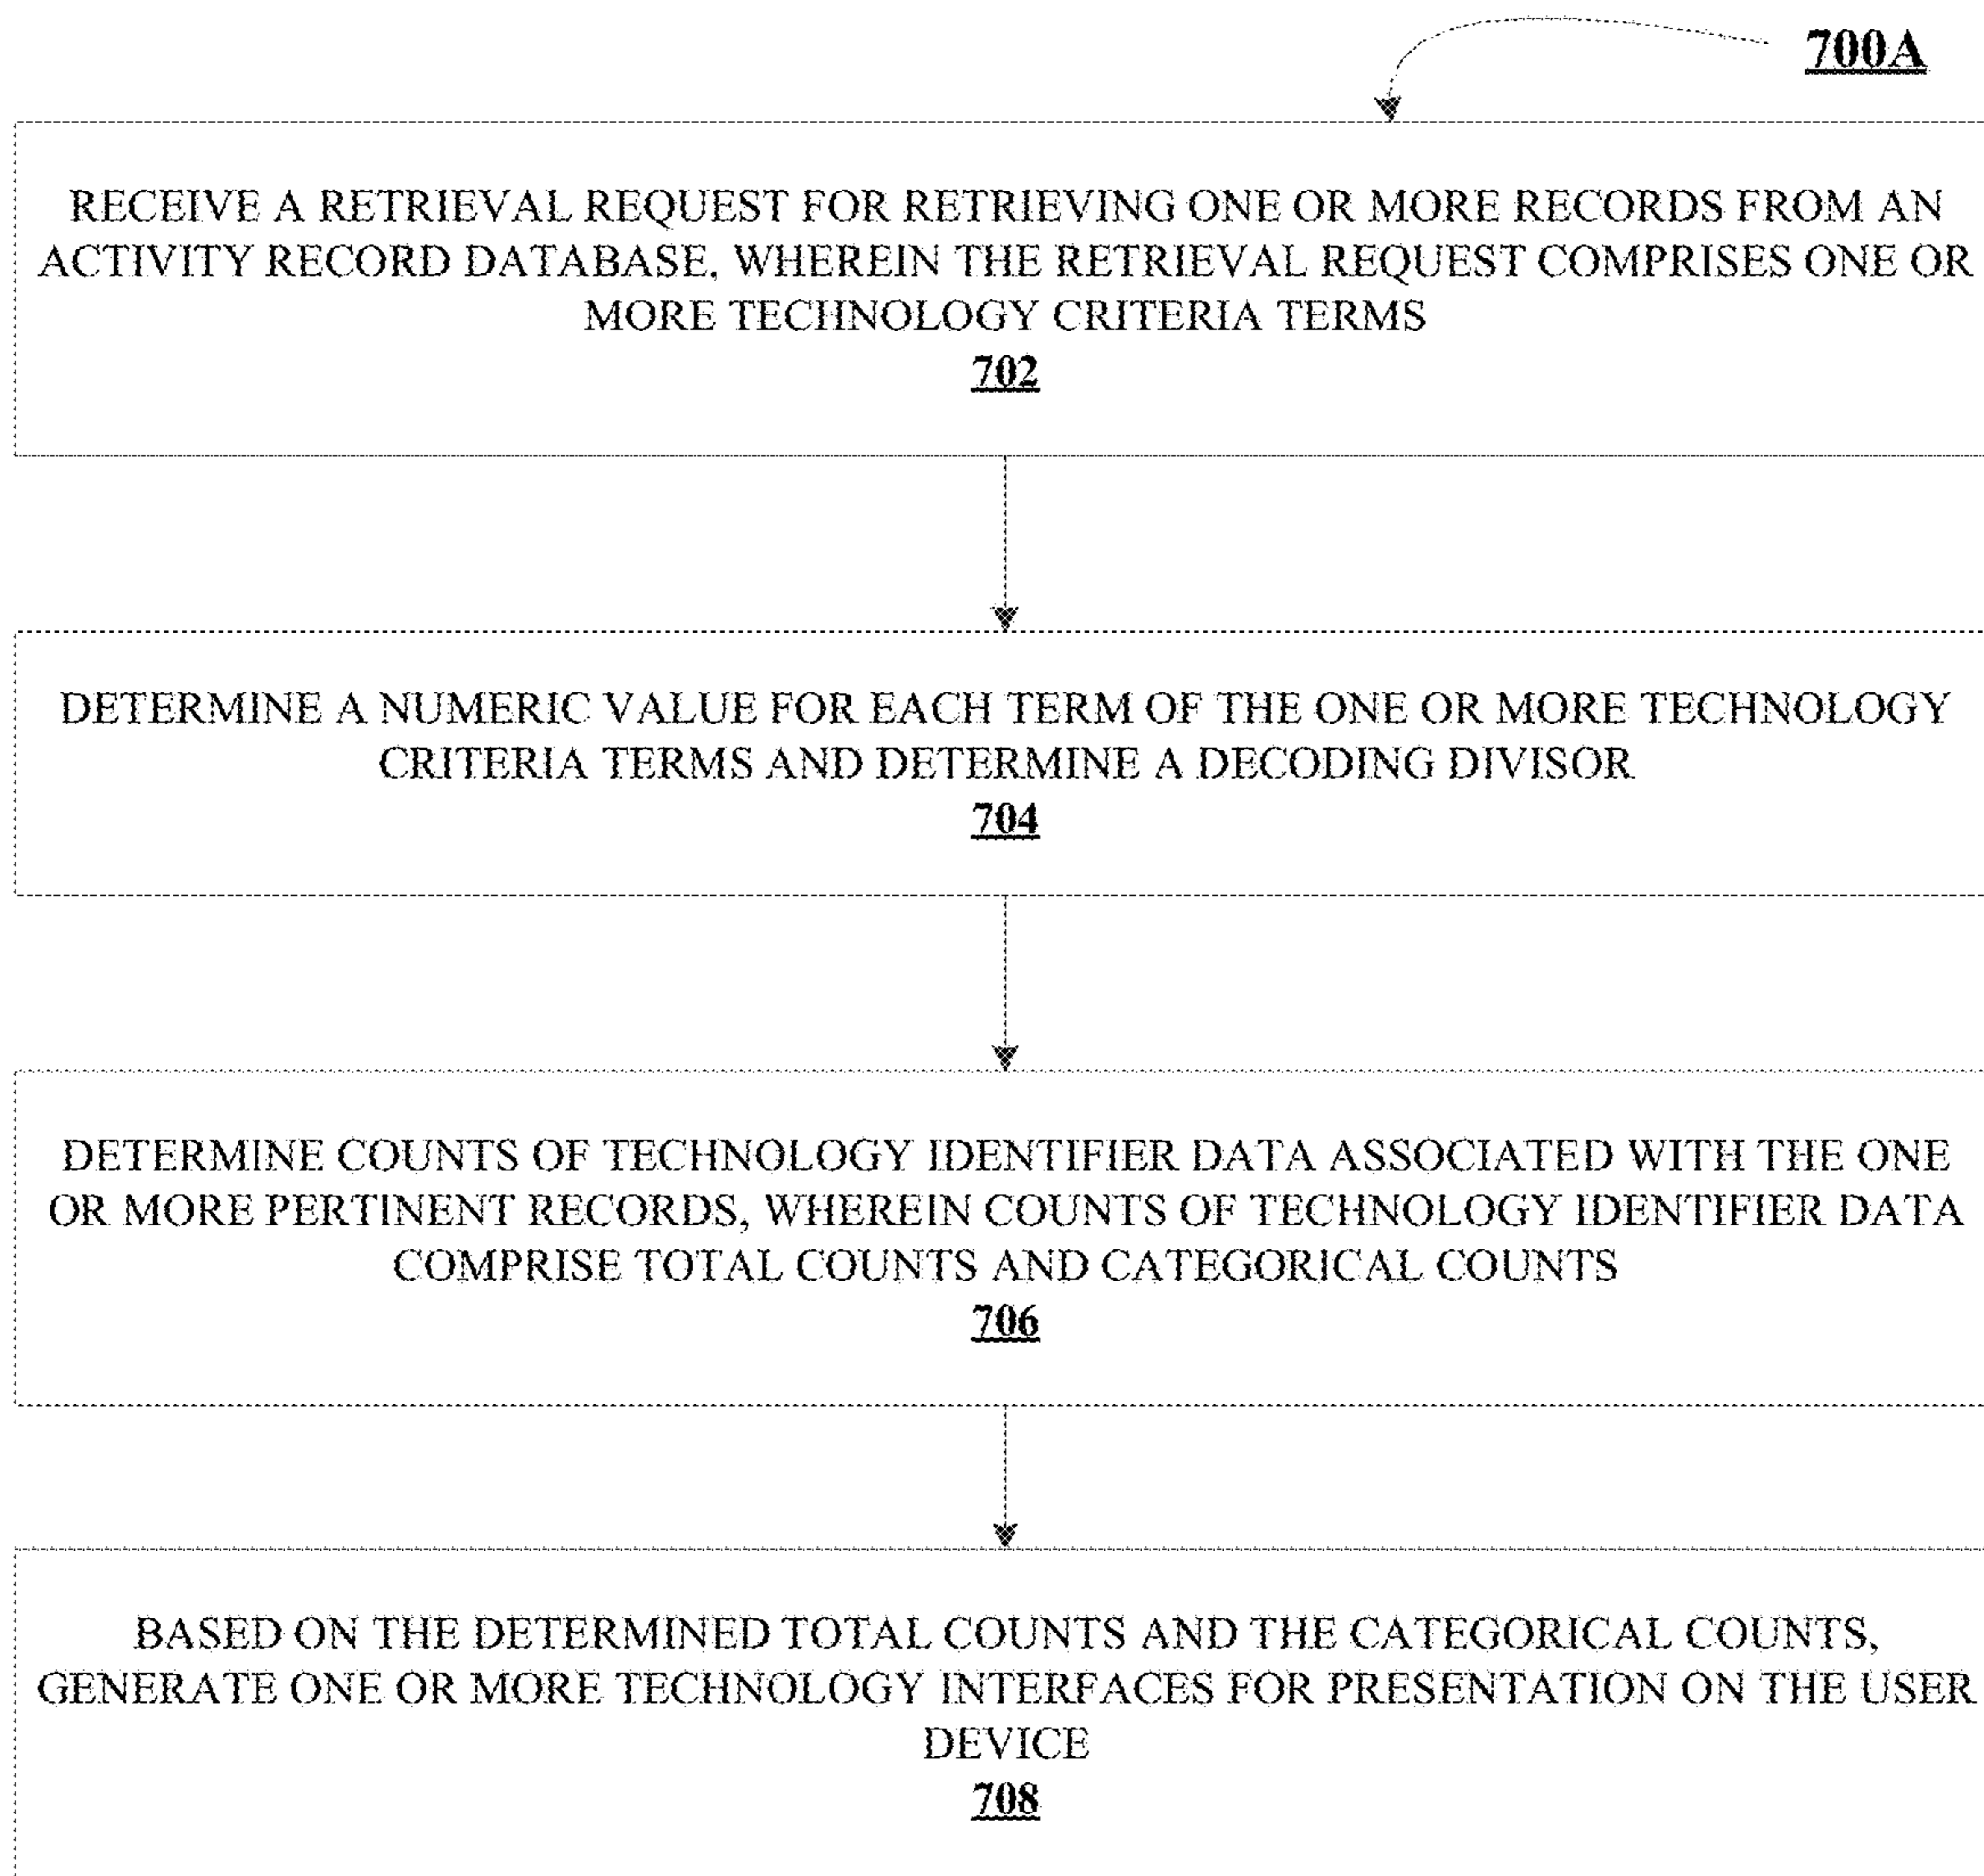 700A
RECEIVE A RETRIEVAL REQUEST FOR RETRIEVING ONE OR MORE RECORDS FROM AN
ACTIVITY RECORD DATABASE, WHEREIN THE RETRIEVAL REQUEST COMPRISES ONE OR
MORE TECHNOLOGY CRITERIA TERMS
702
DETERMINE A NUMERIC VALUE FOR EACH TERM OF THE ONE OR MORE TECHNOLOGY
CRITERIA TERMS AND DETERMINE A DECODING DIVISOR
704
DETERMINE COUNTS OF TECHNOLOGY IDENTIFIER DATA ASSOCIATED WITH THE ONE
OR MORE PERTINENT RECORDS, WHEREIN COUNTS OF TECHNOLOGY IDENTIFIER DATA
COMPRISE TOTAL COUNTS AND CATEGORICAL COUNTS
706
BASED ON THE DETERMINED TOTAL COUNTS AND THE CATEGORICAL COUNTS,
GENERATE ONE OR MORE TECHNOLOGY INTERFACES FOR PRESENTATION ON THE USER
DEVICE
708